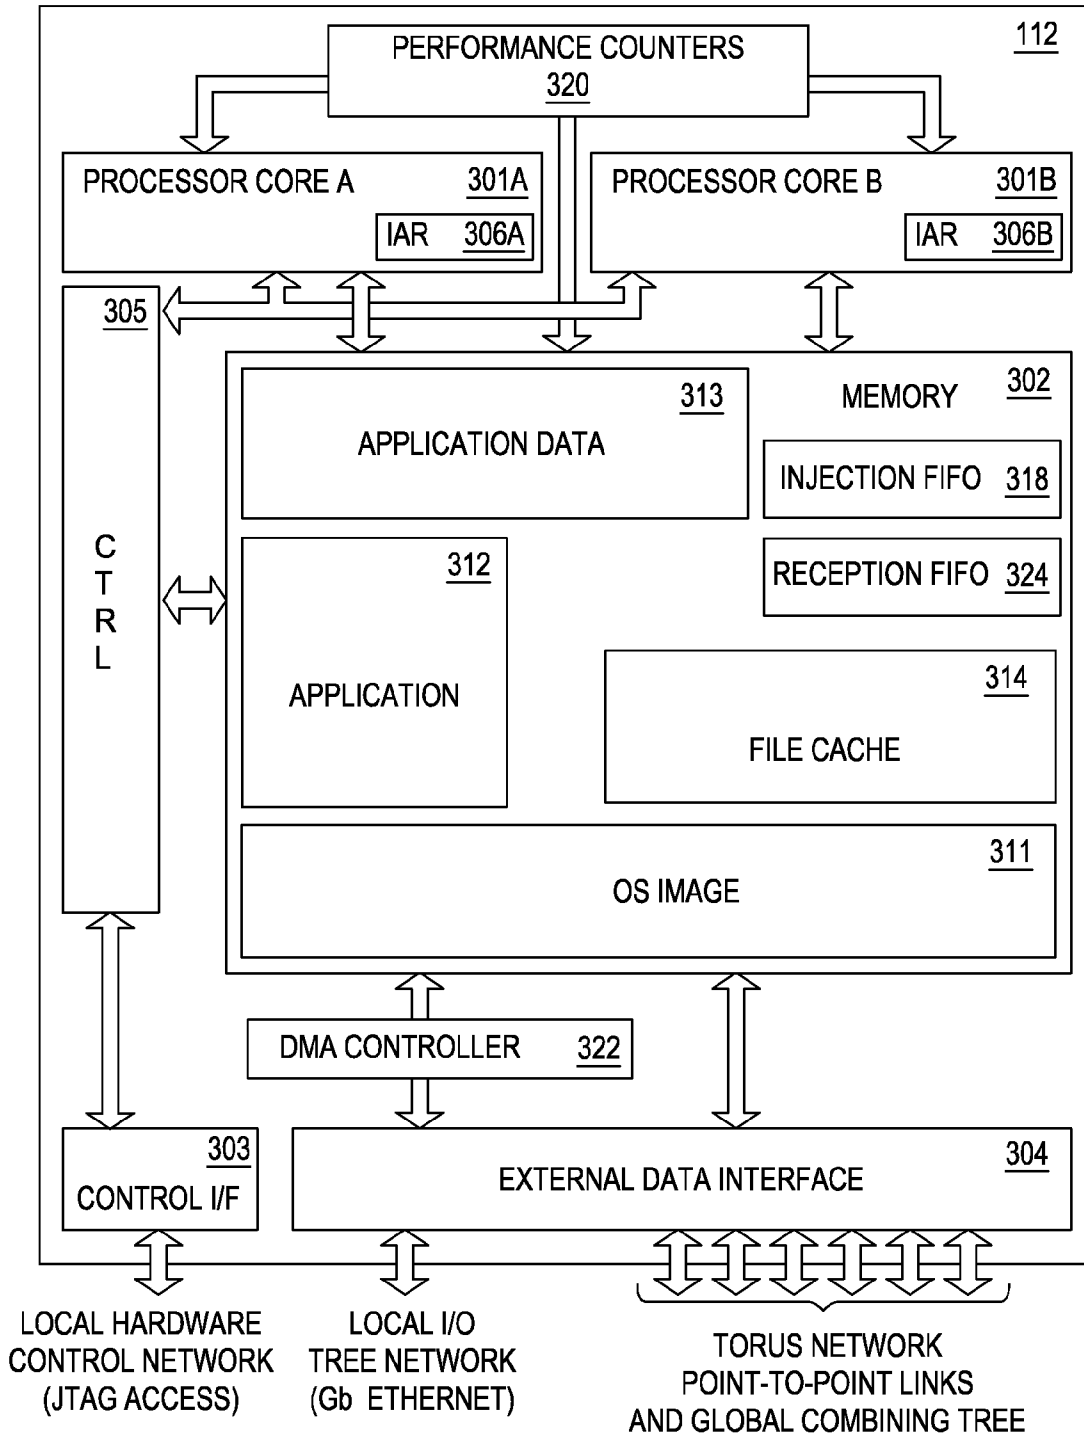 112
PERFORMANCE COUNTERS
320
PROCESSOR CORE A 301A
IAR 306A
PROCESSOR CORE B 301B
IAR 306B
305
CTRL
MEMORY 302
313
APPLICATION DATA
INJECTION FIFO 318
RECEPTION FIFO 324
312
APPLICATION
314
FILE CACHE
311
OS IMAGE
DMA CONTROLLER 322
303
CONTROL I/F
304
EXTERNAL DATA INTERFACE
LOCAL HARDWARE
CONTROL NETWORK
(JTAG ACCESS)
LOCAL I/O
TREE NETWORK
(Gb ETHERNET)
TORUS NETWORK
POINT-TO-POINT LINKS
AND GLOBAL COMBINING TREE